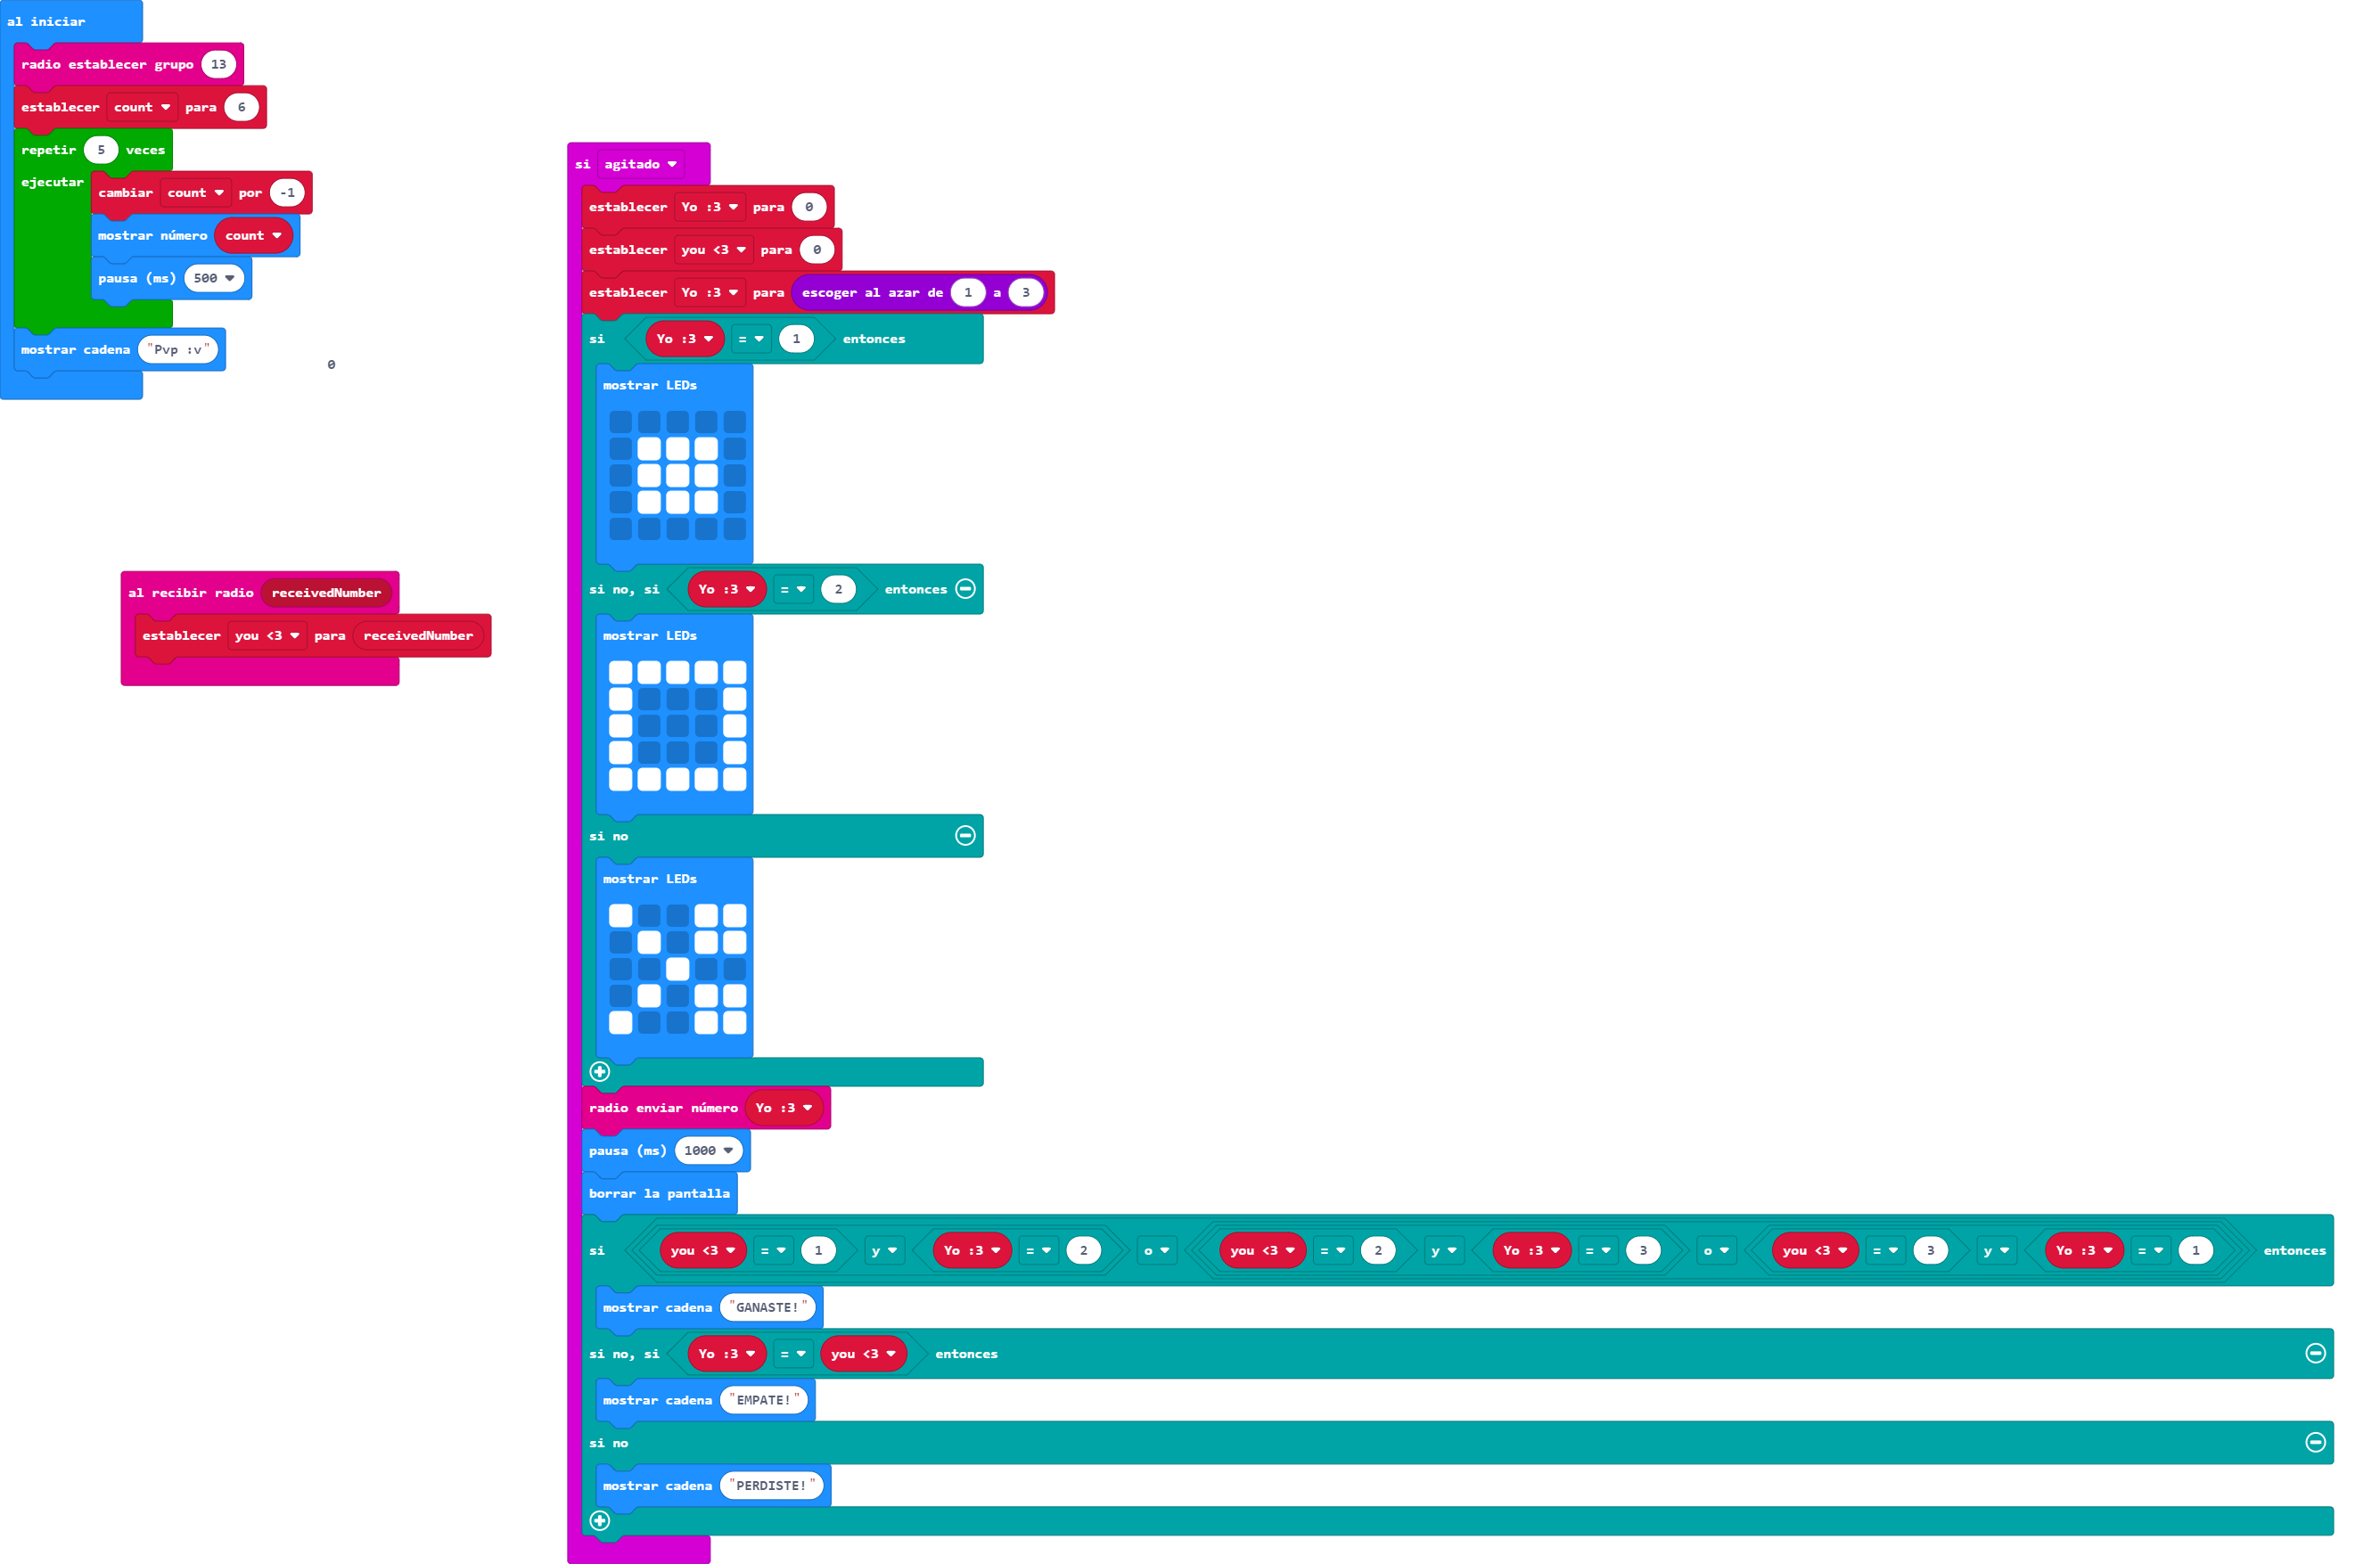 al iniciar
radio establecer grupo 13
establecer count para 6
repetir 5 veces
ejecutar cambiar count por -1
mostrar número count
pausa (ms) 500
mostrar cadena "Pvp :v"
0
al recibir radio receivedNumber
establecer you <3 para receivedNumber
si agitado
establecer Yo :3 para 0
establecer you <3 para 0
establecer Yo :3 para escoger al azar de 1 a 3
si Yo :3 = 1 entonces
mostrar LEDs
si no, si Yo :3 = 2 entonces
mostrar LEDs
si no
mostrar LEDs
radio enviar número Yo :3
pausa (ms) 1000
borrar la pantalla
si you <3 = 1 y Yo :3 = 2 o you <3 = 2 y Yo :3 = 3 o you <3 = 3 y Yo :3 = 1 entonces
mostrar cadena "GANASTE!"
si no, si Yo :3 = you <3 entonces
mostrar cadena "EMPATE!"
si no
mostrar cadena "PERDISTE!"